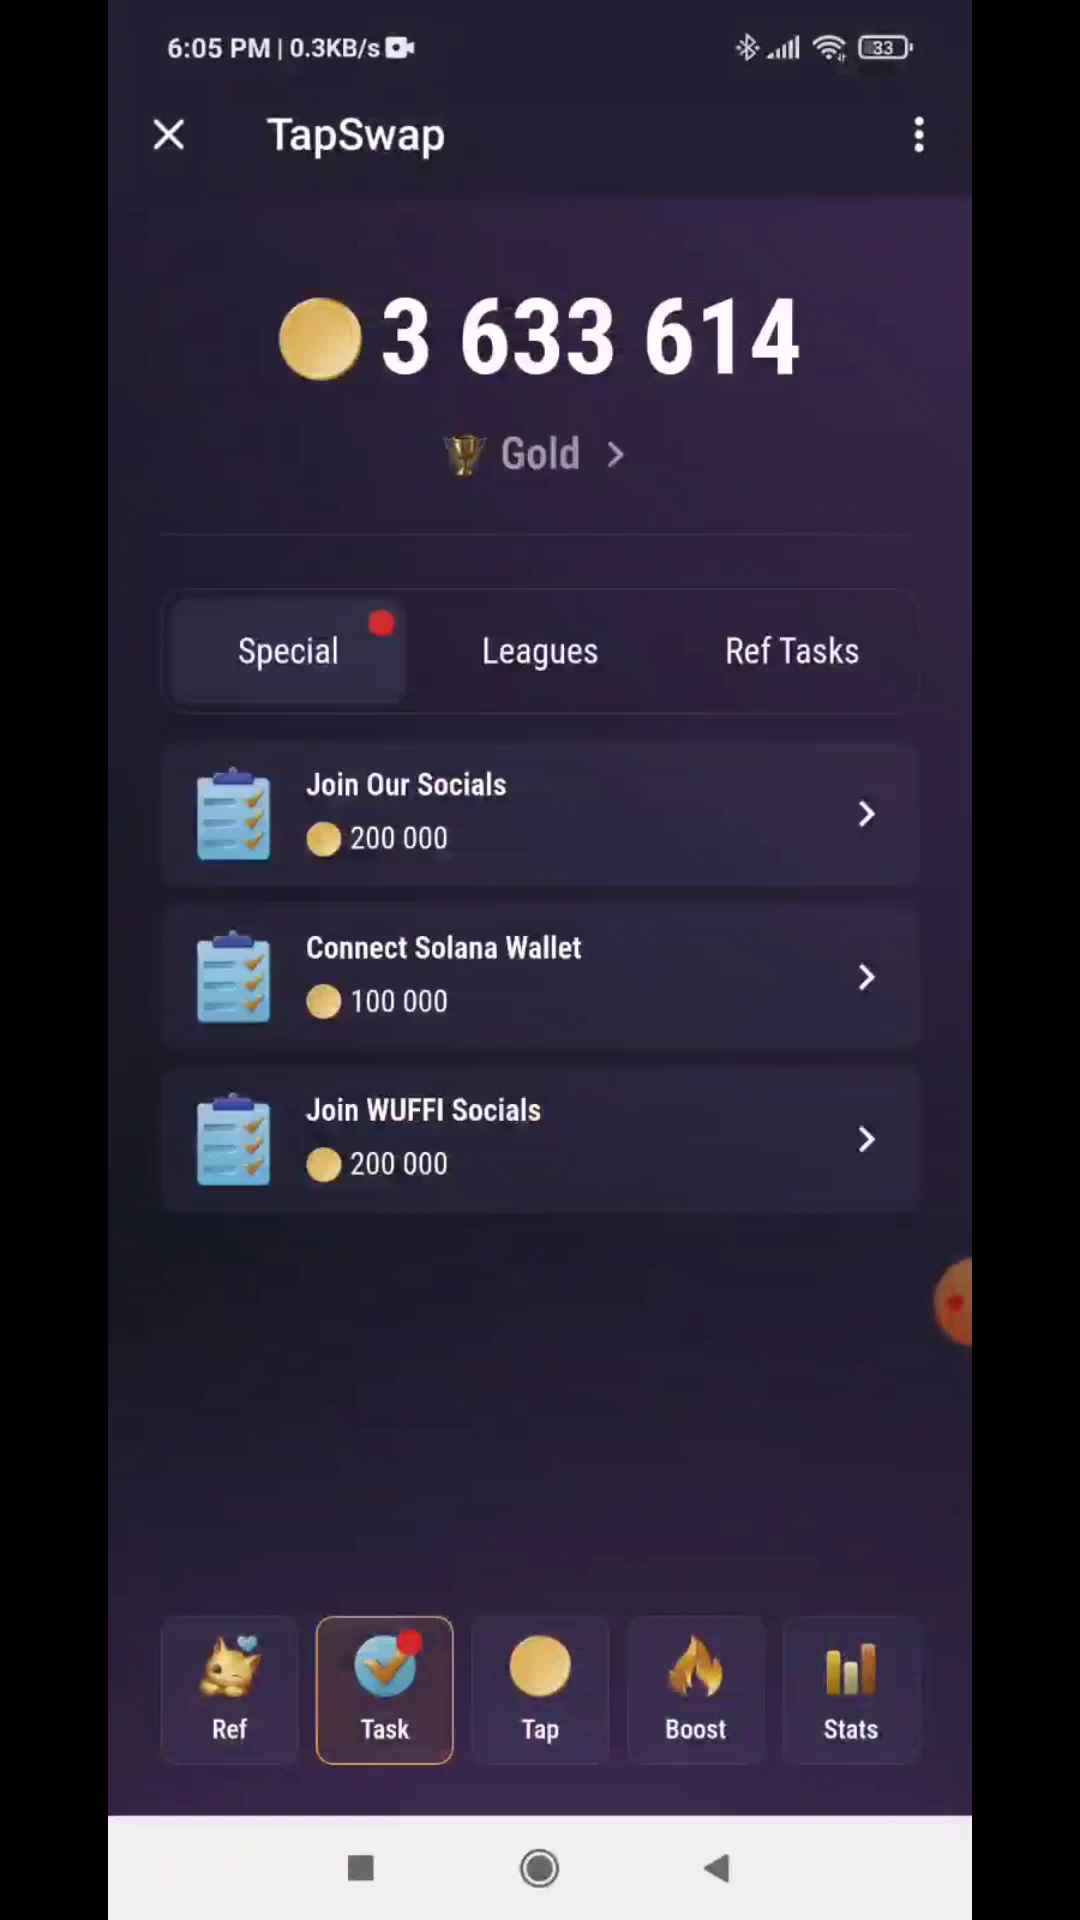 6:05 PM | 0.3KB/s
33
TapSwap
3 633 614
Gold
Special
Leagues
Ref Tasks
Join Our Socials
200 000
Connect Solana Wallet
100 000
Join WUFFI Socials
200 000
Ref
Task
Tap
Boost
Stats